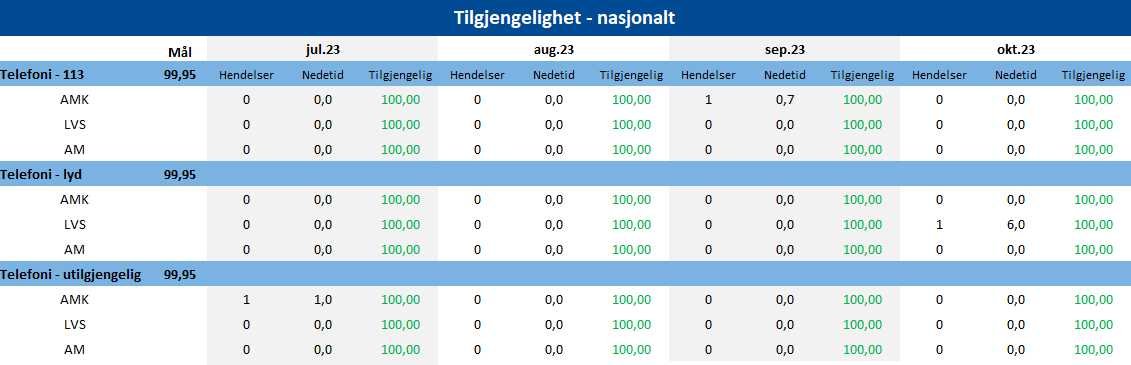 Tilgjengelighet - nasjonalt
Mål jul.23 aug.23 sep.23 okt.23
Telefoni - 113 99,95 Hendelser Nedetid Tilgjengelig Hendelser Nedetid Tilgjengelig Hendelser Nedetid Tilgjengelig Hendelser Nedetid Tilgjengelig
AMK 0 0,0 100,00 0 0,0 100,00 1 0,7 100,00 0 0,0 100,00
LVS 0 0,0 100,00 0 0,0 100,00 0 0,0 100,00 0 0,0 100,00
AM 0 0,0 100,00 0 0,0 100,00 0 0,0 100,00 0 0,0 100,00
Telefoni - lyd 99,95
AMK 0 0,0 100,00 0 0,0 100,00 0 0,0 100,00 0 0,0 100,00
LVS 0 0,0 100,00 0 0,0 100,00 0 0,0 100,00 1 6,0 100,00
AM 0 0,0 100,00 0 0,0 100,00 0 0,0 100,00 0 0,0 100,00
Telefoni - utilgjengelig 99,95
AMK 1 1,0 100,00 0 0,0 100,00 0 0,0 100,00 0 0,0 100,00
LVS 0 0,0 100,00 0 0,0 100,00 0 0,0 100,00 0 0,0 100,00
AM 0 0,0 100,00 0 0,0 100,00 0 0,0 100,00 0 0,0 100,00